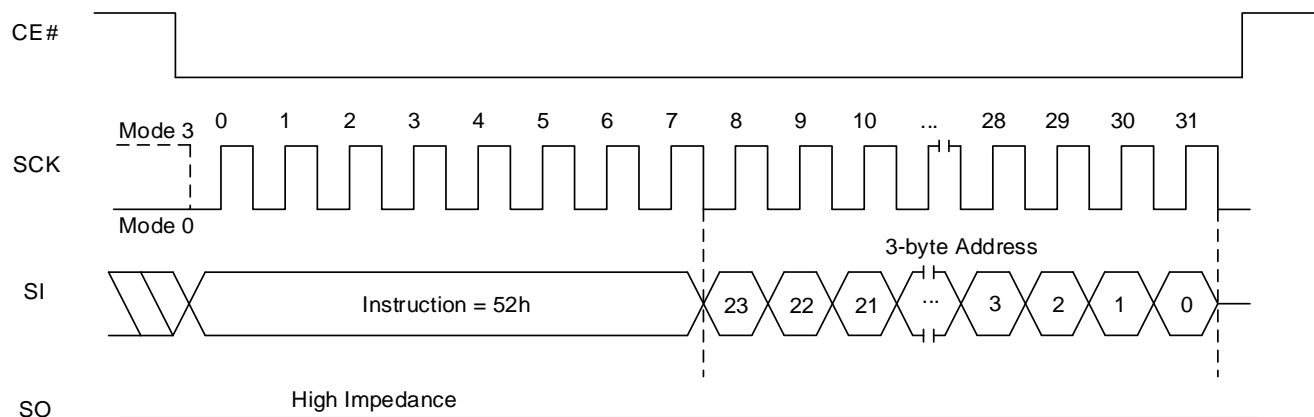 CE#
Mode 3
0 1 2 3 4 5 6 7 8 9 10 ... 28 29 30 31
SCK
Mode 0
3-byte Address
SI
Instruction = 52h
23 22 21 ... 3 2 1 0
High Impedance
SO